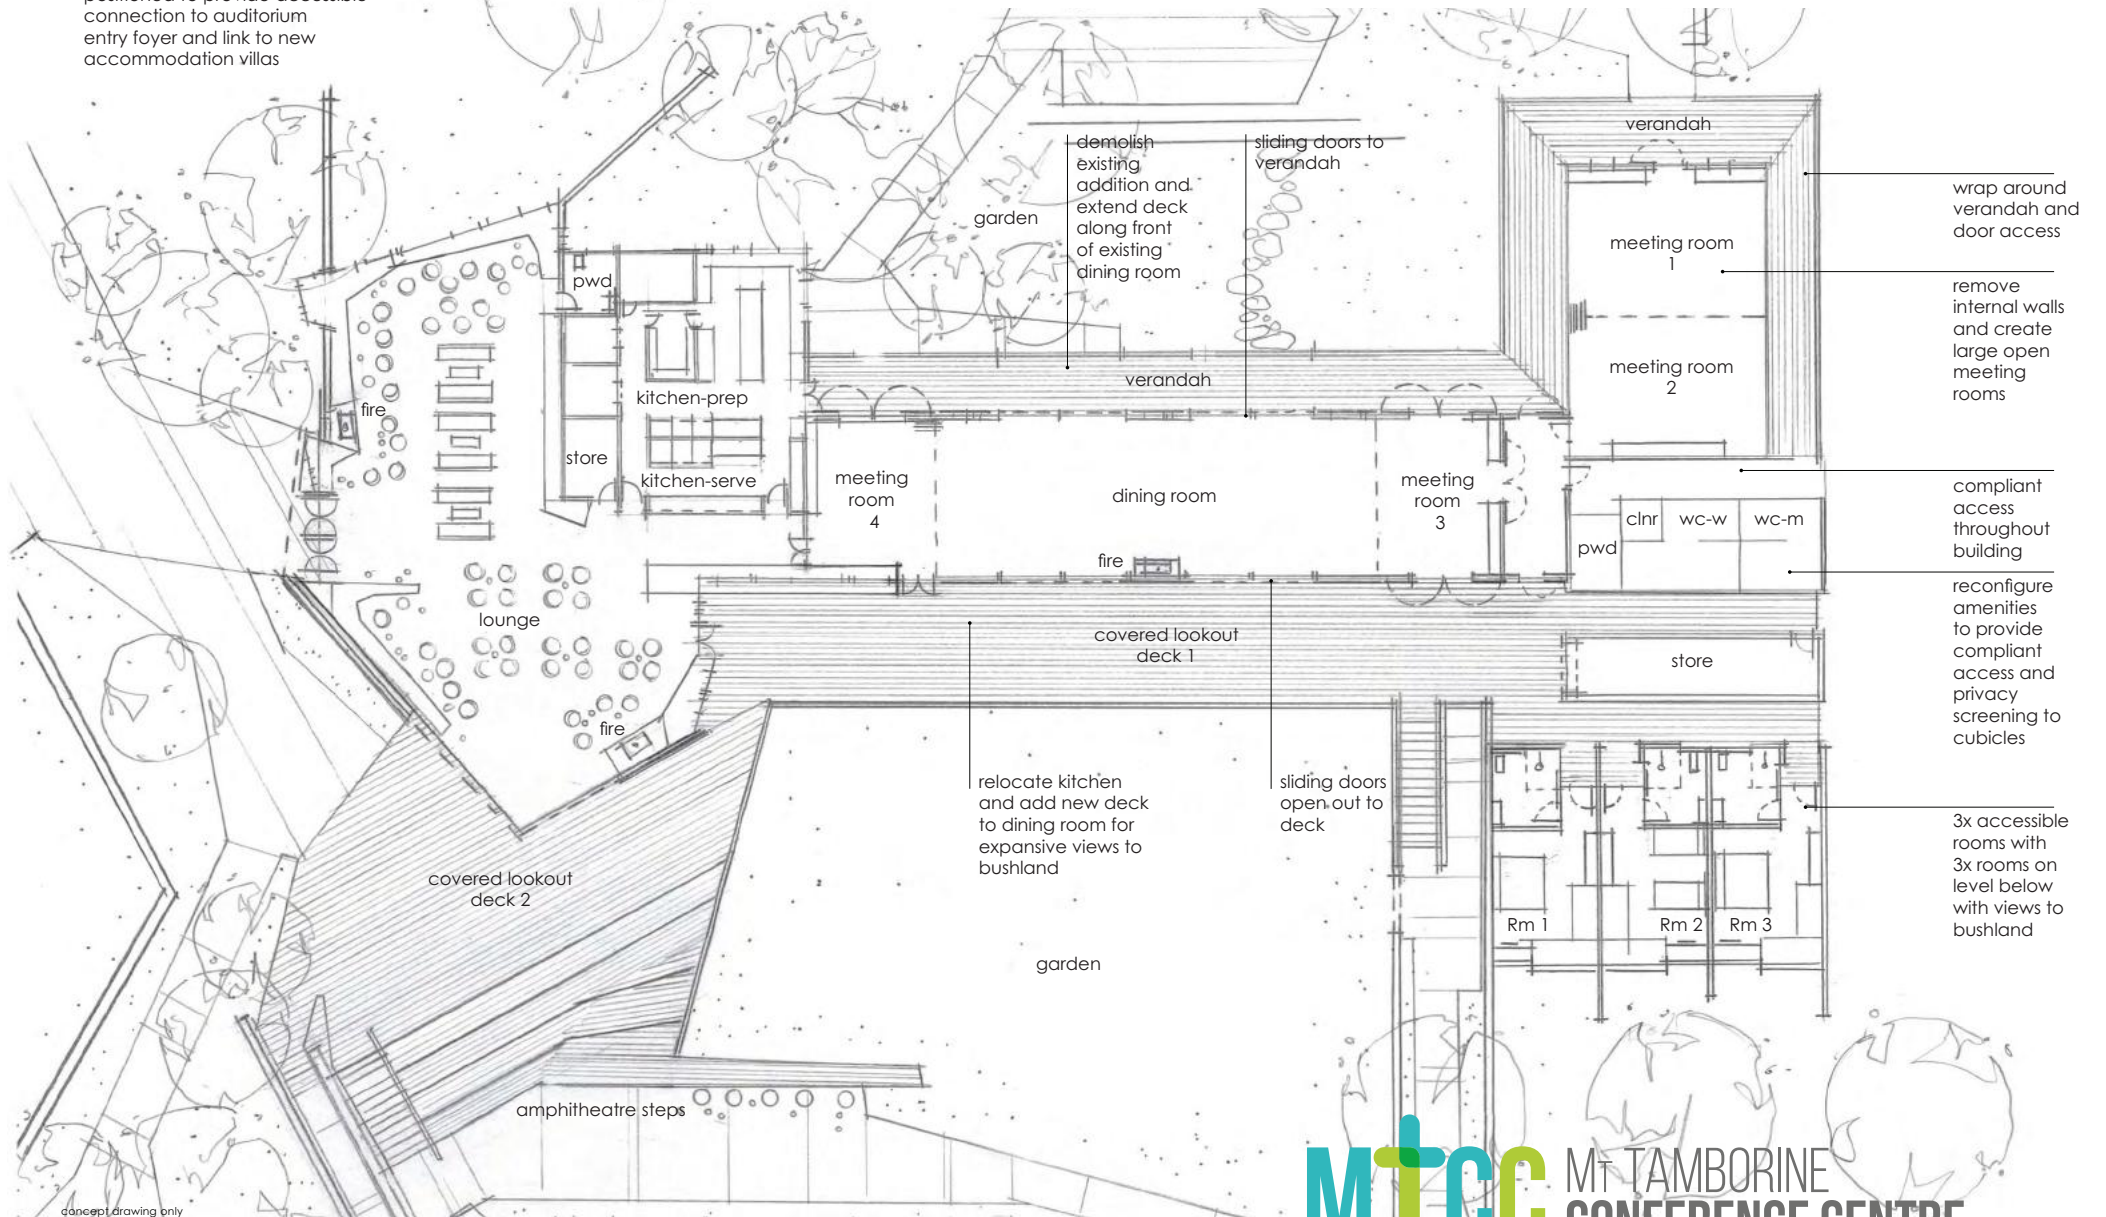 connection to auditorium
entry foyer and link to new
accommodation villas
demolish
existing
addition and
extend deck
along front
of existing
dining room
sliding doors to
verandah
verandah
wrap around
verandah and
door access
garden
meeting room
1
remove
internal walls
and create
large open
meeting
rooms
pwd
meeting room
2
verandah
kitchen-prep
fire
store
kitchen-serve
meeting
room
4
dining room
meeting
room
3
compliant
access
throughout
building
clnr
wc-w
wc-m
pwd
fire
reconfigure
amenities
to provide
compliant
access and
privacy
screening to
cubicles
lounge
covered lookout
deck 1
store
fire
relocate kitchen
and add new deck
to dining room for
expansive views to
bushland
sliding doors
open out to
deck
3x accessible
rooms with
3x rooms on
level below
with views to
bushland
covered lookout
deck 2
Rm 1
Rm 2
Rm 3
garden
amphitheatre steps
MTCC
MT TAMBORINE
CONFERENCE CENTRE
concept drawing only